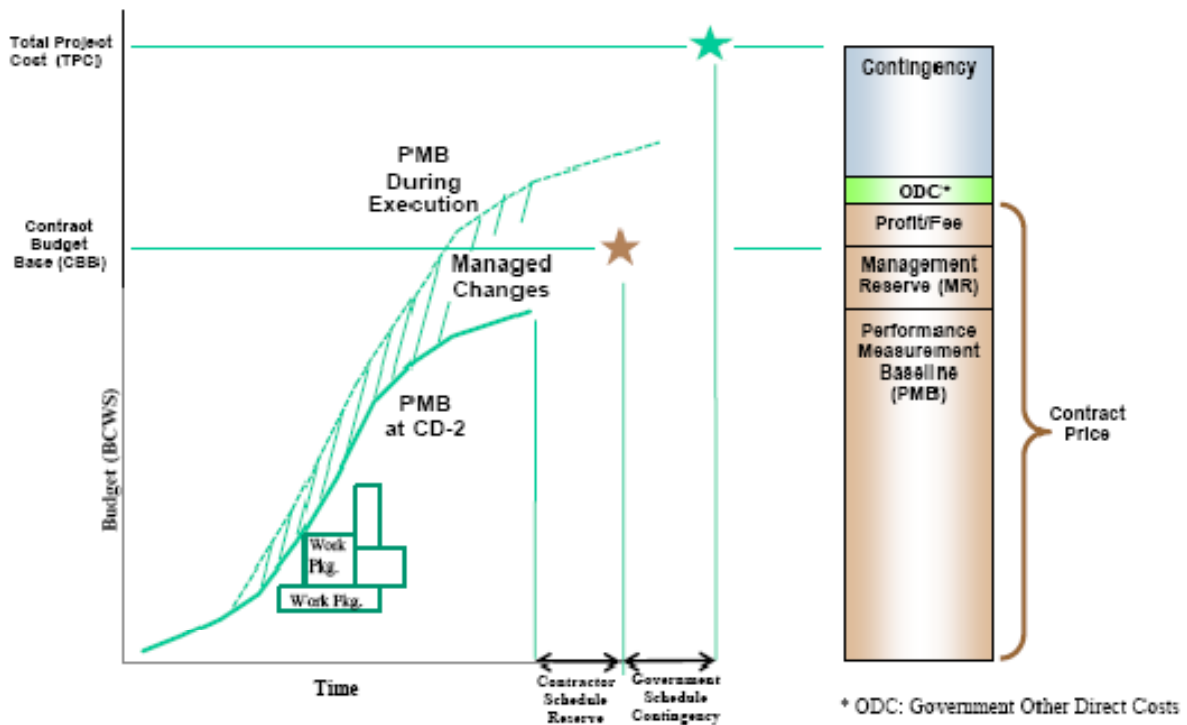 Total Project
Cost (TPC)
Contract
Budget
Base (CBB)
Budget (BCWS)
PMB
During
Execution
Managed
Changes
PMB
at CD-2
Work
Pkg.
Work Pkg.
Time
Contractor
Schedule
Reserve
Government
Schedule
Contingency
Contingency
ODC*
Profit/Fee
Management
Reserve (MR)
Performance
Measurement
Baseline
(PMB)
Contract
Price
* ODC: Government Other Direct Costs